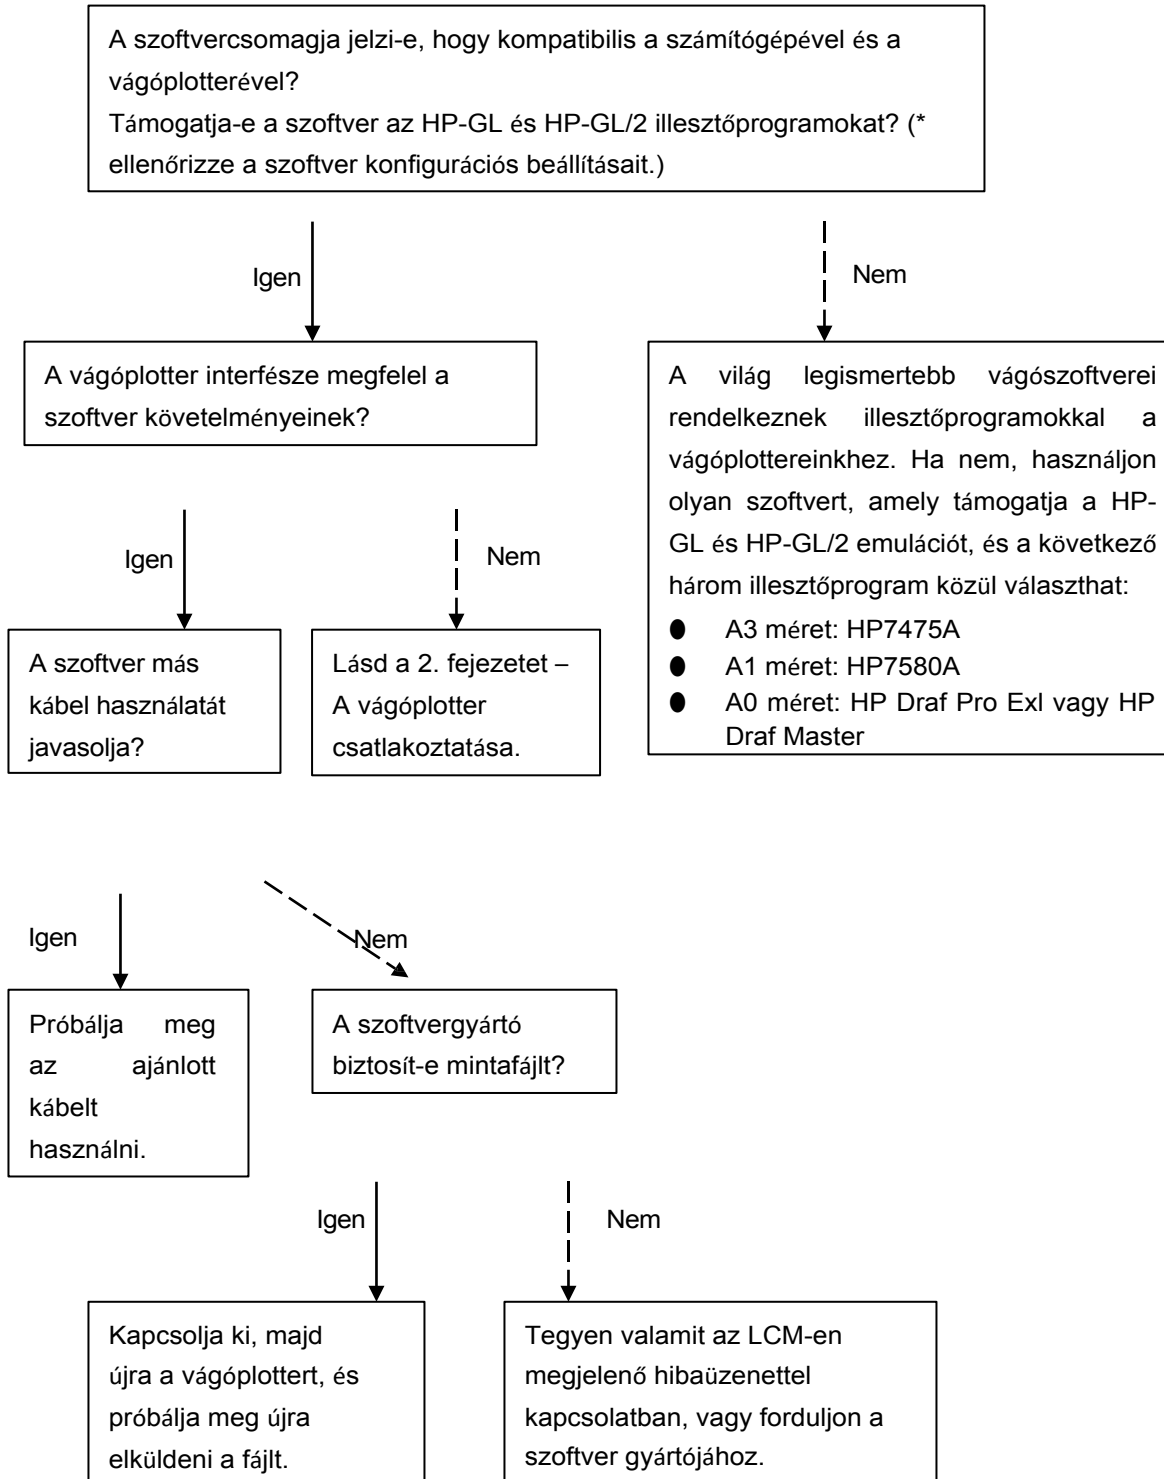 A szoftvercsomagja jelzi-e, hogy kompatibilis a számítógépével és a
vágóplotterével?
Támogatja-e a szoftver az HP-GL és HP-GL/2 illesztőprogramokat? (*
ellenőrizze a szoftver konfigurációs beállításait.)
Igen
Nem
A vágóplotter interfésze megfelel a
szoftver követelményeinek?
A világ legismertebb vágószoftverei
rendelkeznek illesztőprogramokkal a
vágóplottereinkhez. Ha nem, használjon
olyan szoftvert, amely támogatja a HP-
GL és HP-GL/2 emulációt, és a következő
három illesztőprogram közül választhat:
● A3 méret: HP7475A
● A1 méret: HP7580A
● A0 méret: HP Draf Pro Exl vagy HP
Draf Master
Igen
Nem
A szoftver más
kábel használatát
javasolja?
Lásd a 2. fejezetet –
A vágóplotter
csatlakoztatása.
Igen
Nem
Próbálja meg
az ajánlott
kábelt
használni.
A szoftvergyártó
biztosít-e mintafájlt?
Igen
Nem
Kapcsolja ki, majd
újra a vágóplottert, és
próbálja meg újra
elküldeni a fájlt.
Tegyen valamit az LCM-en
megjelenő hibaüzenettel
kapcsolatban, vagy forduljon a
szoftver gyártójához.